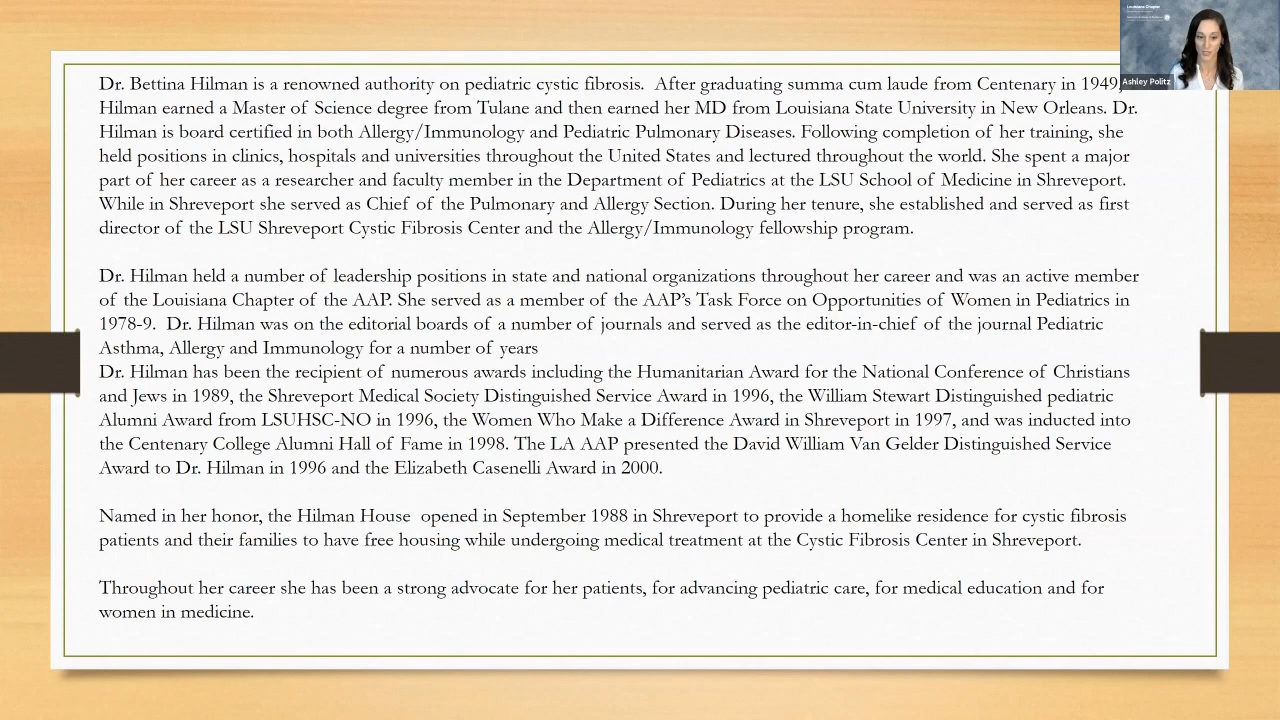 Louisiana Chapter
Ashley Politz
Dr. Bettina Hilman is a renowned authority in pediatric cystic fibrosis. After graduating summa cum laude from Centenary in 1949,
Hilman earned a Master of Science degree from Tulane and then earned her MD from Louisiana State University in New Orleans. Dr.
Hilman is board certified in both Allergy/Immunology and Pediatric Pulmonary Diseases. Following completion of her training, she
held positions in clinics, hospitals and universities throughout the United States and lectured throughout the world. She spent a major
part of her career as a researcher and faculty member in the Department of Pediatrics at the LSU School of Medicine in Shreveport.
While in Shreveport she served as Chief of the Pulmonary and Allergy Section. During her tenure, she established and served as first
director of the LSU Shreveport Cystic Fibrosis Center and the Allergy/Immunology fellowship program.
Dr. Hilman held a number of leadership positions in state and national organizations throughout her career and was an active member
of the Louisiana Chapter of the AAP. She served as a member of the AAP’s Task Force on Opportunities of Women in Pediatrics in
1978-9. Dr. Hilman was on the editorial boards of a number of journals and served as the editor-in-chief of the journal Pediatric
Asthma, Allergy and Immunology for a number of years
Dr. Hilman has been the recipient of numerous awards including the Humanitarian Award for the National Conference of Christians
and Jews in 1989, the Shreveport Medical Society Distinguished Service Award in 1996, the William Stewart Distinguished pediatric
Alumni Award from LSUHSC-NO in 1996, the Women Who Make a Difference Award in Shreveport in 1997, and was inducted into
the Centenary College Alumni Hall of Fame in 1998. The LA AAP presented the David William Van Gelder Distinguished Service
Award to Dr. Hilman in 1996 and the Elizabeth Casenelli Award in 2000.
Named in her honor, the Hilman House opened in September 1988 in Shreveport to provide a homelike residence for cystic fibrosis
patients and their families to have free housing while undergoing medical treatment at the Cystic Fibrosis Center in Shreveport.
Throughout her career she has been a strong advocate for her patients, for advancing pediatric care, for medical education and for
women in medicine.